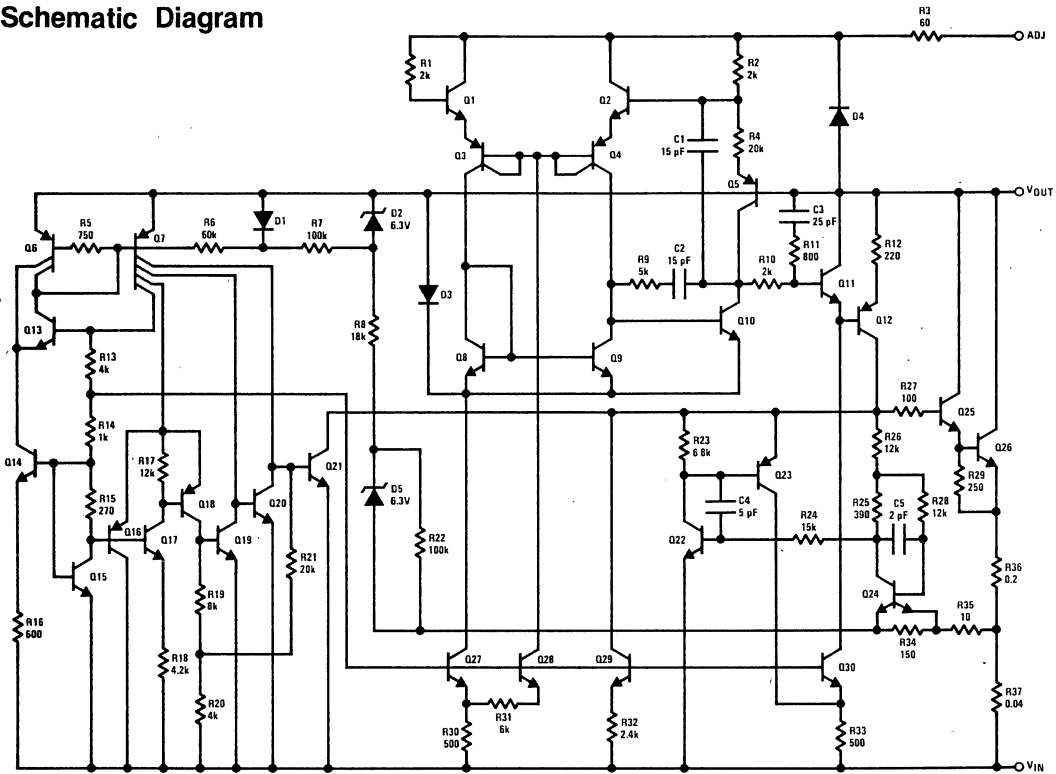 Schematic Diagram
R3
60
ADJ
R1
2k
Q1
Q2
R2
2k
D4
C1
15 pF
R4
20k
Q3
Q4
Q5
VOUT
R5
750
Q6
Q7
R6
60k
D1
R7
100k
D2
6.3V
C3
25 pF
R11
800
R12
220
R9
5k
C2
15 pF
R10
2k
Q11
D3
Q13
R8
18k
Q10
Q12
R13
4k
Q8
Q9
R27
100
Q25
R14
1k
Q14
R17
12k
Q21
R23
6 8k
Q23
R26
12k
Q26
R29
250
R15
270
Q18
Q20
D5
6.3V
C4
5 pF
R24
15k
R25
390
C5
2 pF
R28
12k
Q16
Q17
Q19
R21
20k
R22
100k
Q22
Q15
R36
0.2
R19
8k
Q24
R35
10
R16
600
R34
150
R18
4.2k
Q27
Q28
Q29
Q30
R20
4k
R31
6k
R37
0.04
R30
500
R32
2.4k
R33
500
VIN